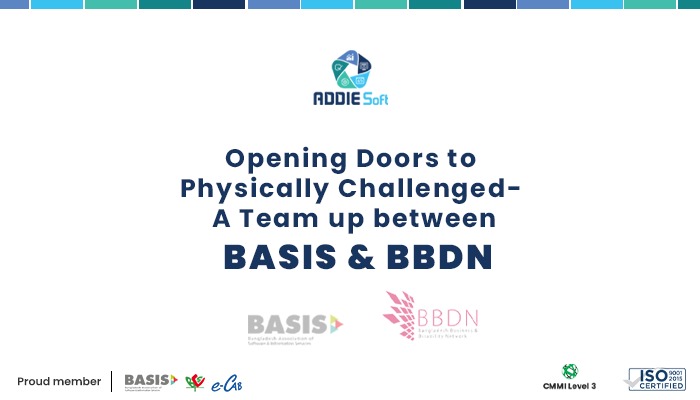 ADDIE Soft
Opening Doors to
Physically Challenged-
A Team up between
BASIS & BBDN
BASIS
Bangladesh Association of
Software & Information Services
BBDN
Bangladesh Business &
Disability Network
Proud member
BASIS
e-CAB
CMMI Level 3
ISO 9001
2015
CERTIFIED